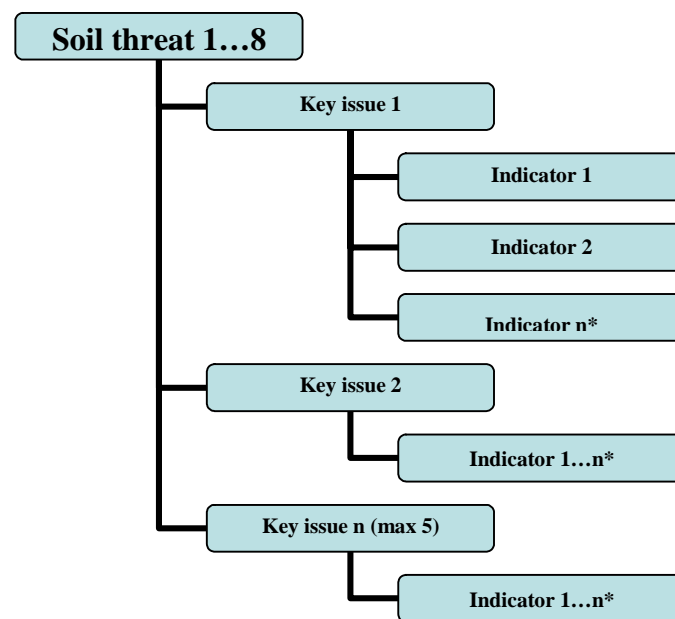 Soil threat 1…8
Key issue 1
Indicator 1
Indicator 2
Indicator n*
Key issue 2
Indicator 1…n*
Key issue n (max 5)
Indicator 1…n*